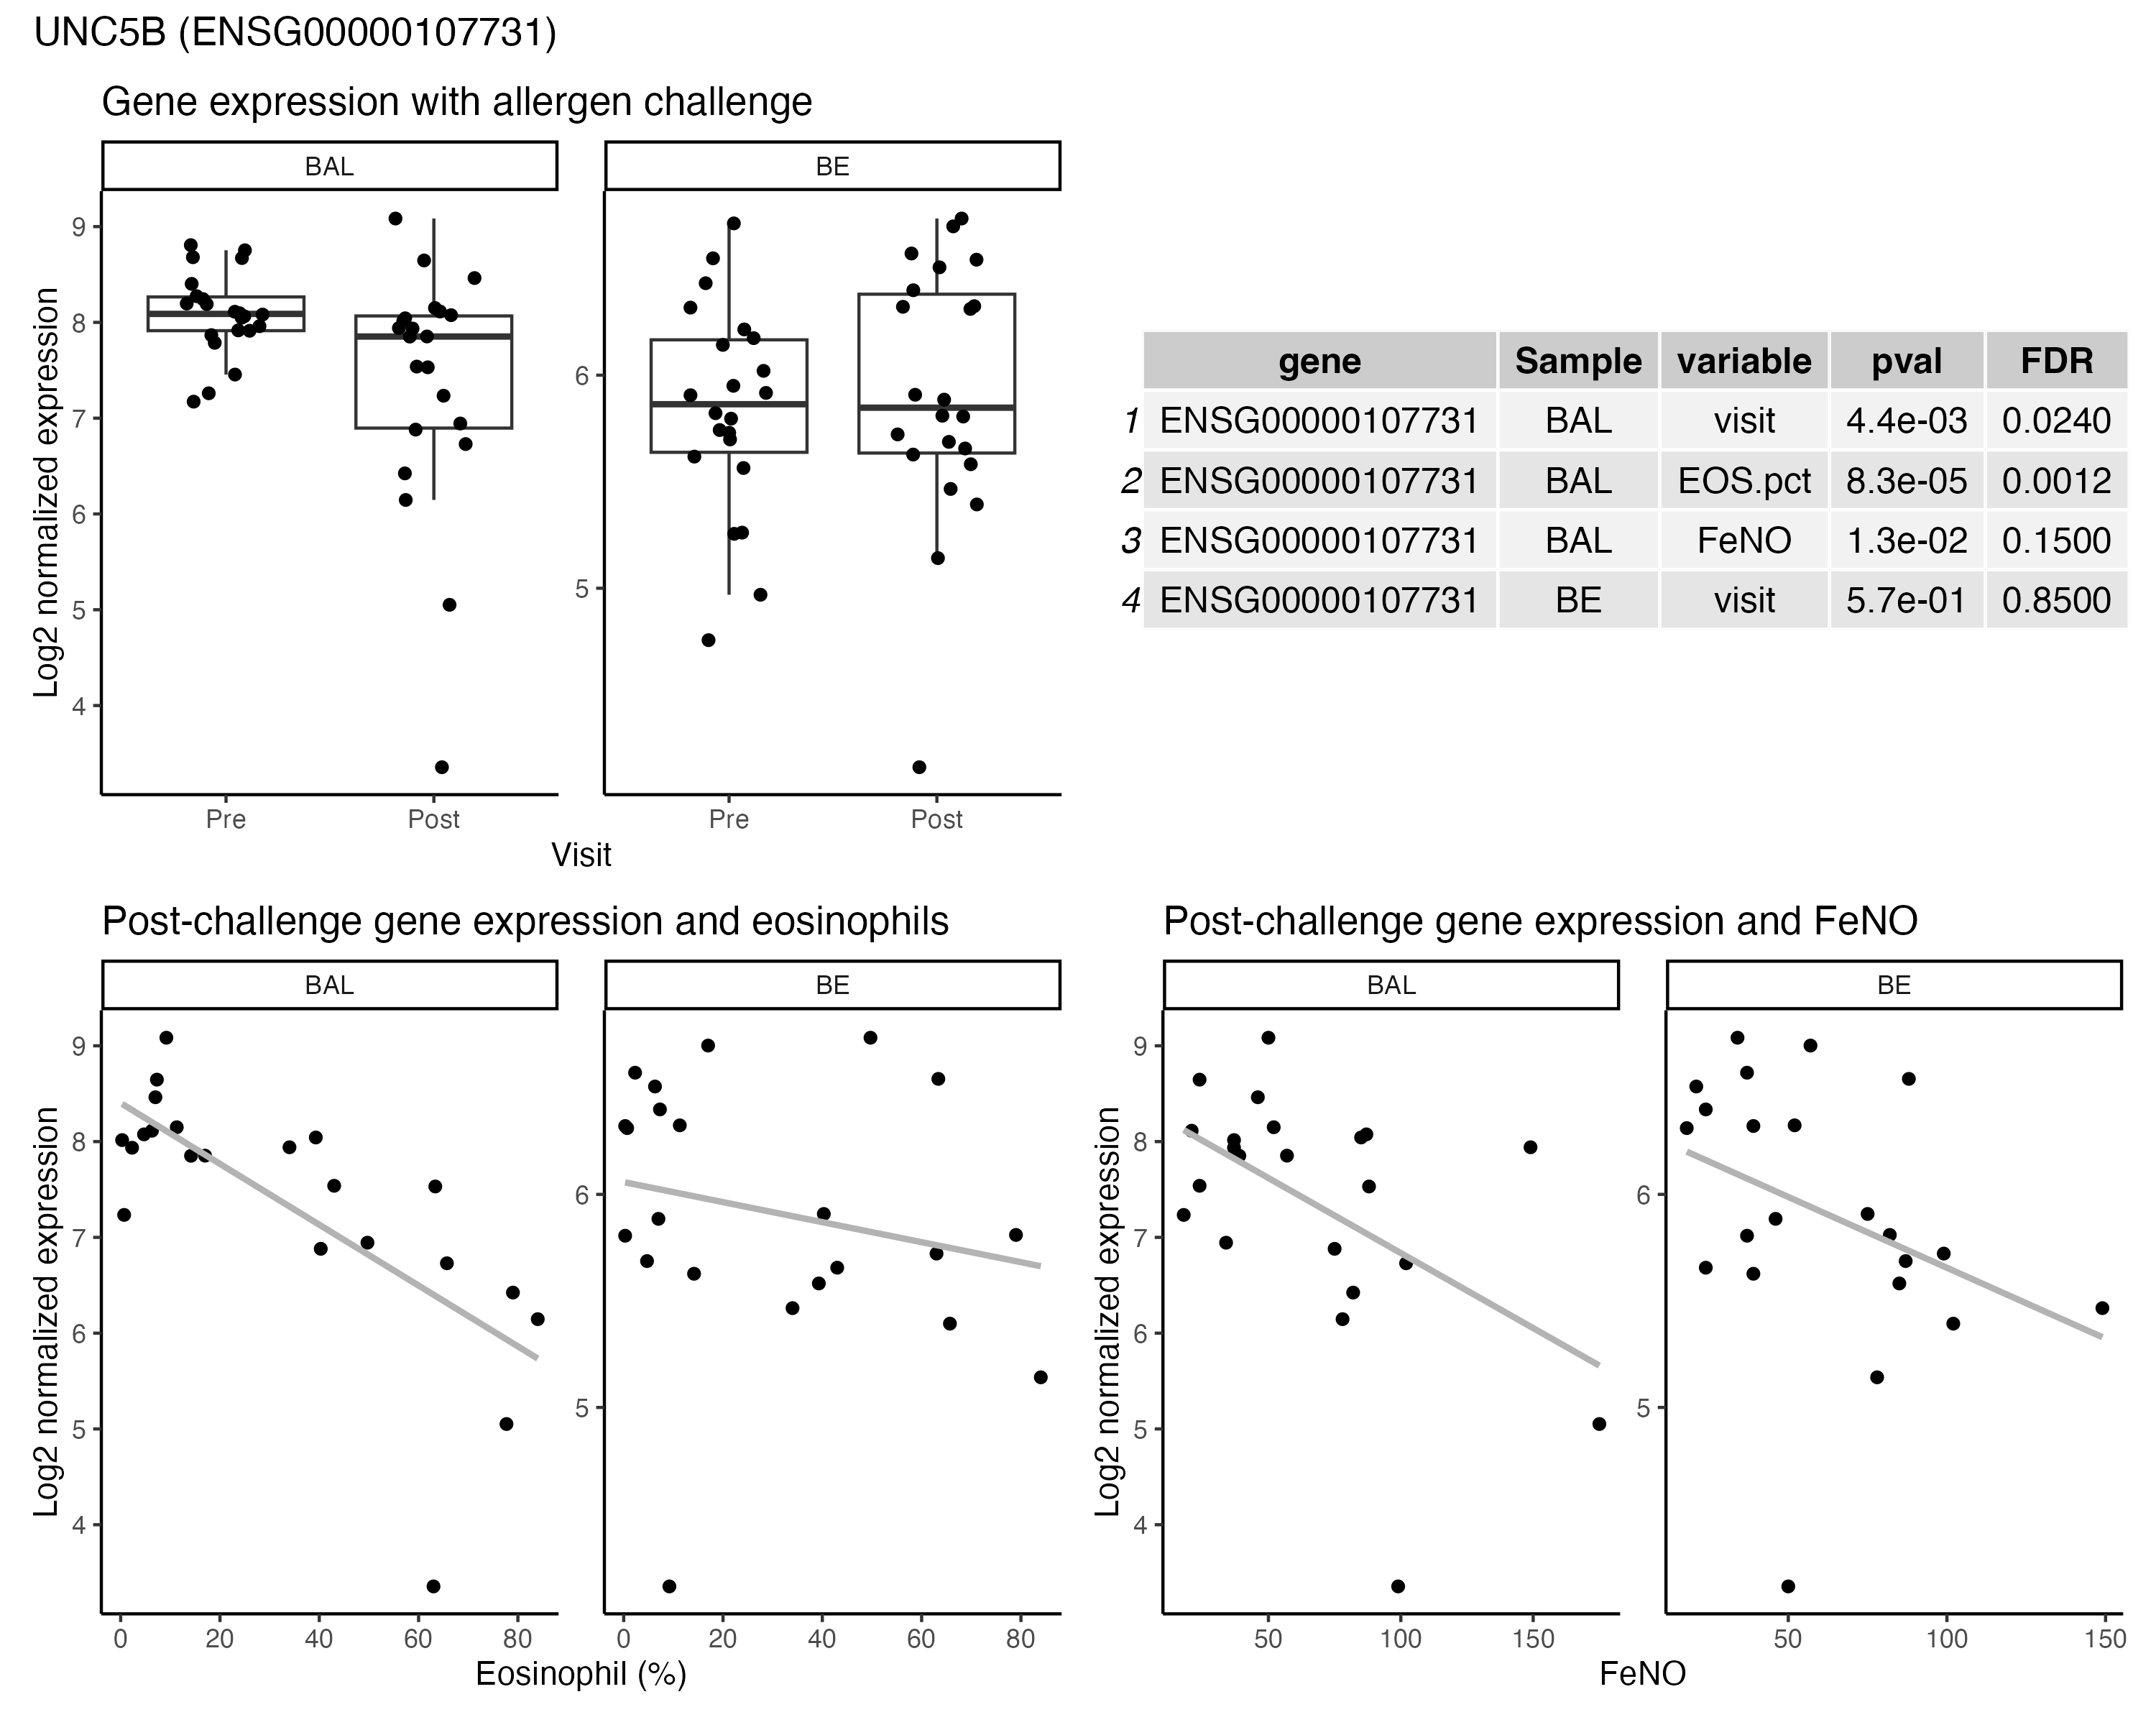 UNC5B (ENSG00000107731)
Gene expression with allergen challenge
BAL BE
Log2 normalized expression
9
8
7
6
5
4
6
5
Pre Post Pre Post
Visit
gene Sample variable pval FDR
1 ENSG00000107731 BAL visit 4.4e-03 0.0240
2 ENSG00000107731 BAL EOS.pct 8.3e-05 0.0012
3 ENSG00000107731 BAL FeNO 1.3e-02 0.1500
4 ENSG00000107731 BE visit 5.7e-01 0.8500
Post-challenge gene expression and eosinophils
BAL BE
Log2 normalized expression
9
8
7
6
5
4
6
5
0 20 40 60 80 0 20 40 60 80
Eosinophil (%)
Post-challenge gene expression and FeNO
BAL BE
Log2 normalized expression
9
8
7
6
5
4
6
5
50 100 150 50 100 150
FeNO